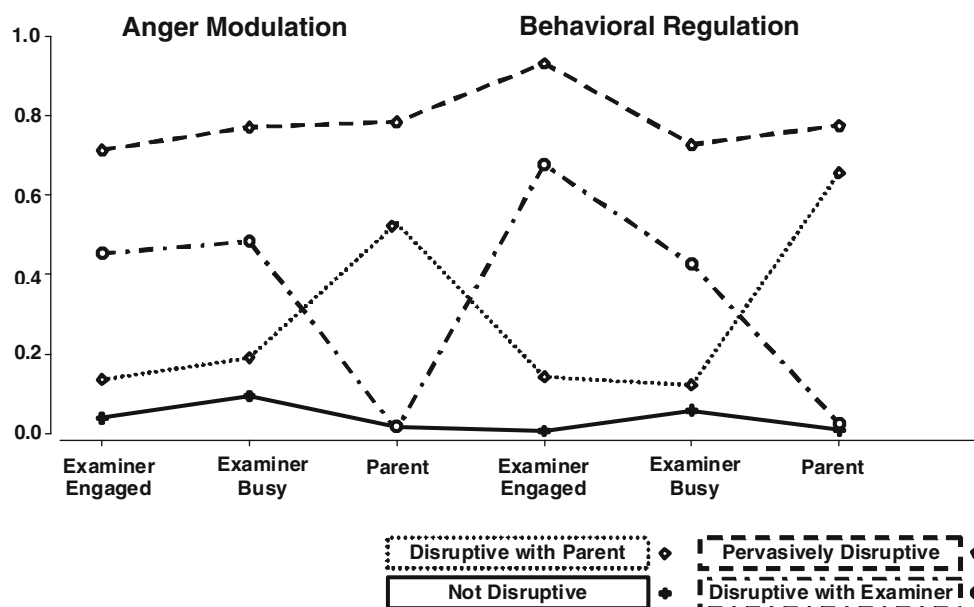 Anger Modulation Behavioral Regulation
1.0
0.8
0.6
0.4
0.2
0.0
Examiner Engaged
Examiner Busy
Parent
Examiner Engaged
Examiner Busy
Parent
Disruptive with Parent
Pervasively Disruptive
Not Disruptive
Disruptive with Examiner